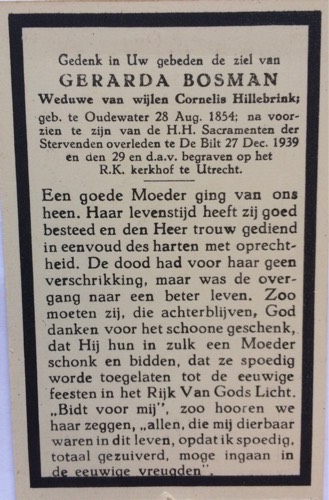 Gedenk in Uw gebeden de ziel van
GERARDA BOSMAN
Weduwe van wijlen Cornelis Hillebrink;
geb. te Oudewater 28 Aug. 1854; na voor-
zien te zijn van de H.H. Sacramenten der
Stervenden overleden te De Bilt 27 Dec. 1939
en den 29 en d.a.v. begraven op het
R.K. kerkhof te Utrecht.
Een goede Moeder ging van ons
heen. Haar levenstijd heeft zij goed
besteed en den Heer trouw gediend
in eenvoud des harten met oprecht-
heid. De dood had voor haar geen
verschrikking, maar was de over-
gang naar een beter leven. Zoo
moeten zij, die achterblijven, God
danken voor het schoone geschenk,
dat Hij hun in zulk een Moeder
schonk en bidden, dat ze spoedig
worde toegelaten tot de eeuwige
feesten in het Rijk Van Gods Licht.
„Bidt voor mij”, zoo hooren we
haar zeggen, „allen, die mij dierbaar
waren in dit leven, opdat ik spoedig,
totaal gezuiverd, moge ingaan in
de eeuwige vreugden”.